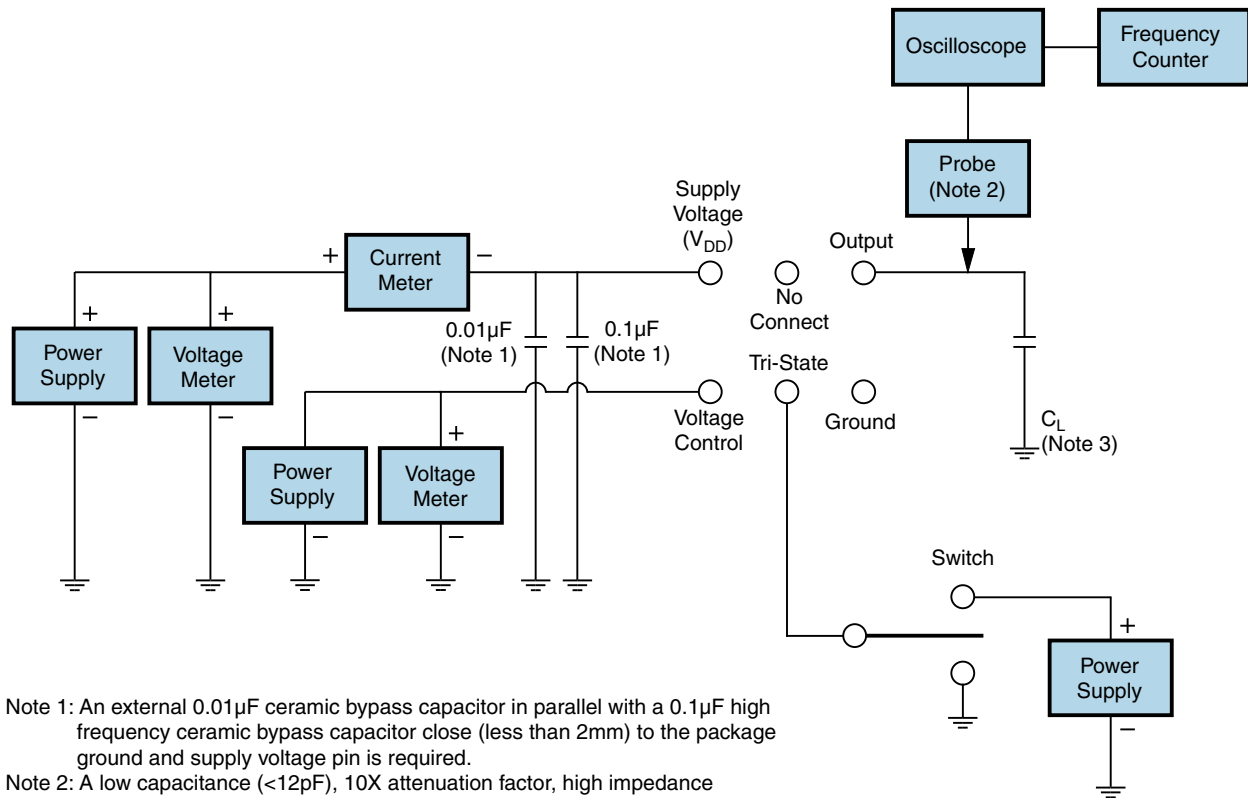 Oscilloscope
Frequency
Counter
Probe
(Note 2)
Supply
Voltage
(VDD)
Output
+
Current
Meter
−
No
Connect
+
Power
Supply
−
+
Voltage
Meter
−
0.01µF
(Note 1)
0.1µF
(Note 1)
Tri-State
Voltage
Control
Ground
CL
(Note 3)
Power
Supply
−
+
Voltage
Meter
−
Switch
+
Power
Supply
−
Note 1: An external 0.01µF ceramic bypass capacitor in parallel with a 0.1µF high
frequency ceramic bypass capacitor close (less than 2mm) to the package
ground and supply voltage pin is required.
Note 2: A low capacitance (<12pF), 10X attenuation factor, high impedance